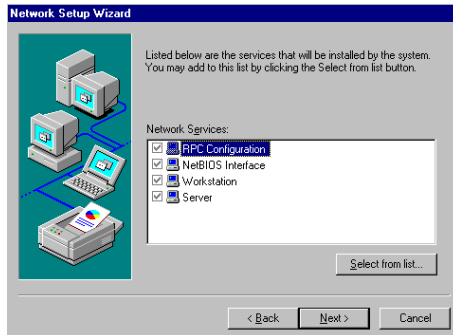 Network Setup Wizard
Listed below are the services that will be installed by the system.
You may add to this list by clicking the Select from list button.
Network Services:
RPC Configuration
NetBIOS Interface
Workstation
Server
Select from list...
< Back
Next >
Cancel